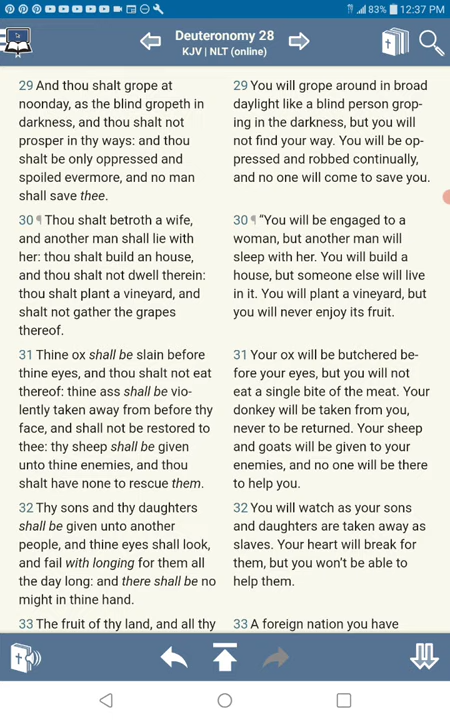 83% 12:37 PM
Deuteronomy 28
KJV | NLT (online)
29 And thou shalt grope at
noonday, as the blind gropeth in
darkness, and thou shalt not
prosper in thy ways: and thou
shalt be only oppressed and
spoiled evermore, and no man
shall save thee.
30 ¶ Thou shalt betroth a wife,
and another man shall lie with
her: thou shalt build an house,
and thou shalt not dwell therein:
thou shalt plant a vineyard, and
shalt not gather the grapes
thereof.
31 Thine ox shall be slain before
thine eyes, and thou shalt not eat
thereof: thine ass shall be vio-
lently taken away from before thy
face, and shall not be restored to
thee: thy sheep shall be given
unto thine enemies, and thou
shalt have none to rescue them.
32 Thy sons and thy daughters
shall be given unto another
people, and thine eyes shall look,
and fail with longing for them all
the day long: and there shall be no
might in thine hand.
33 The fruit of thy land, and all thy
29 You will grope around in broad
daylight like a blind person grop-
ing in the darkness, but you will
not find your way. You will be op-
pressed and robbed continually,
and no one will come to save you.
30 ¶ “You will be engaged to a
woman, but another man will
sleep with her. You will build a
house, but someone else will live
in it. You will plant a vineyard, but
you will never enjoy its fruit.
31 Your ox will be butchered be-
fore your eyes, but you will not
eat a single bite of the meat. Your
donkey will be taken from you,
never to be returned. Your sheep
and goats will be given to your
enemies, and no one will be there
to help you.
32 You will watch as your sons
and daughters are taken away as
slaves. Your heart will break for
them, but you won’t be able to
help them.
33 A foreign nation you have